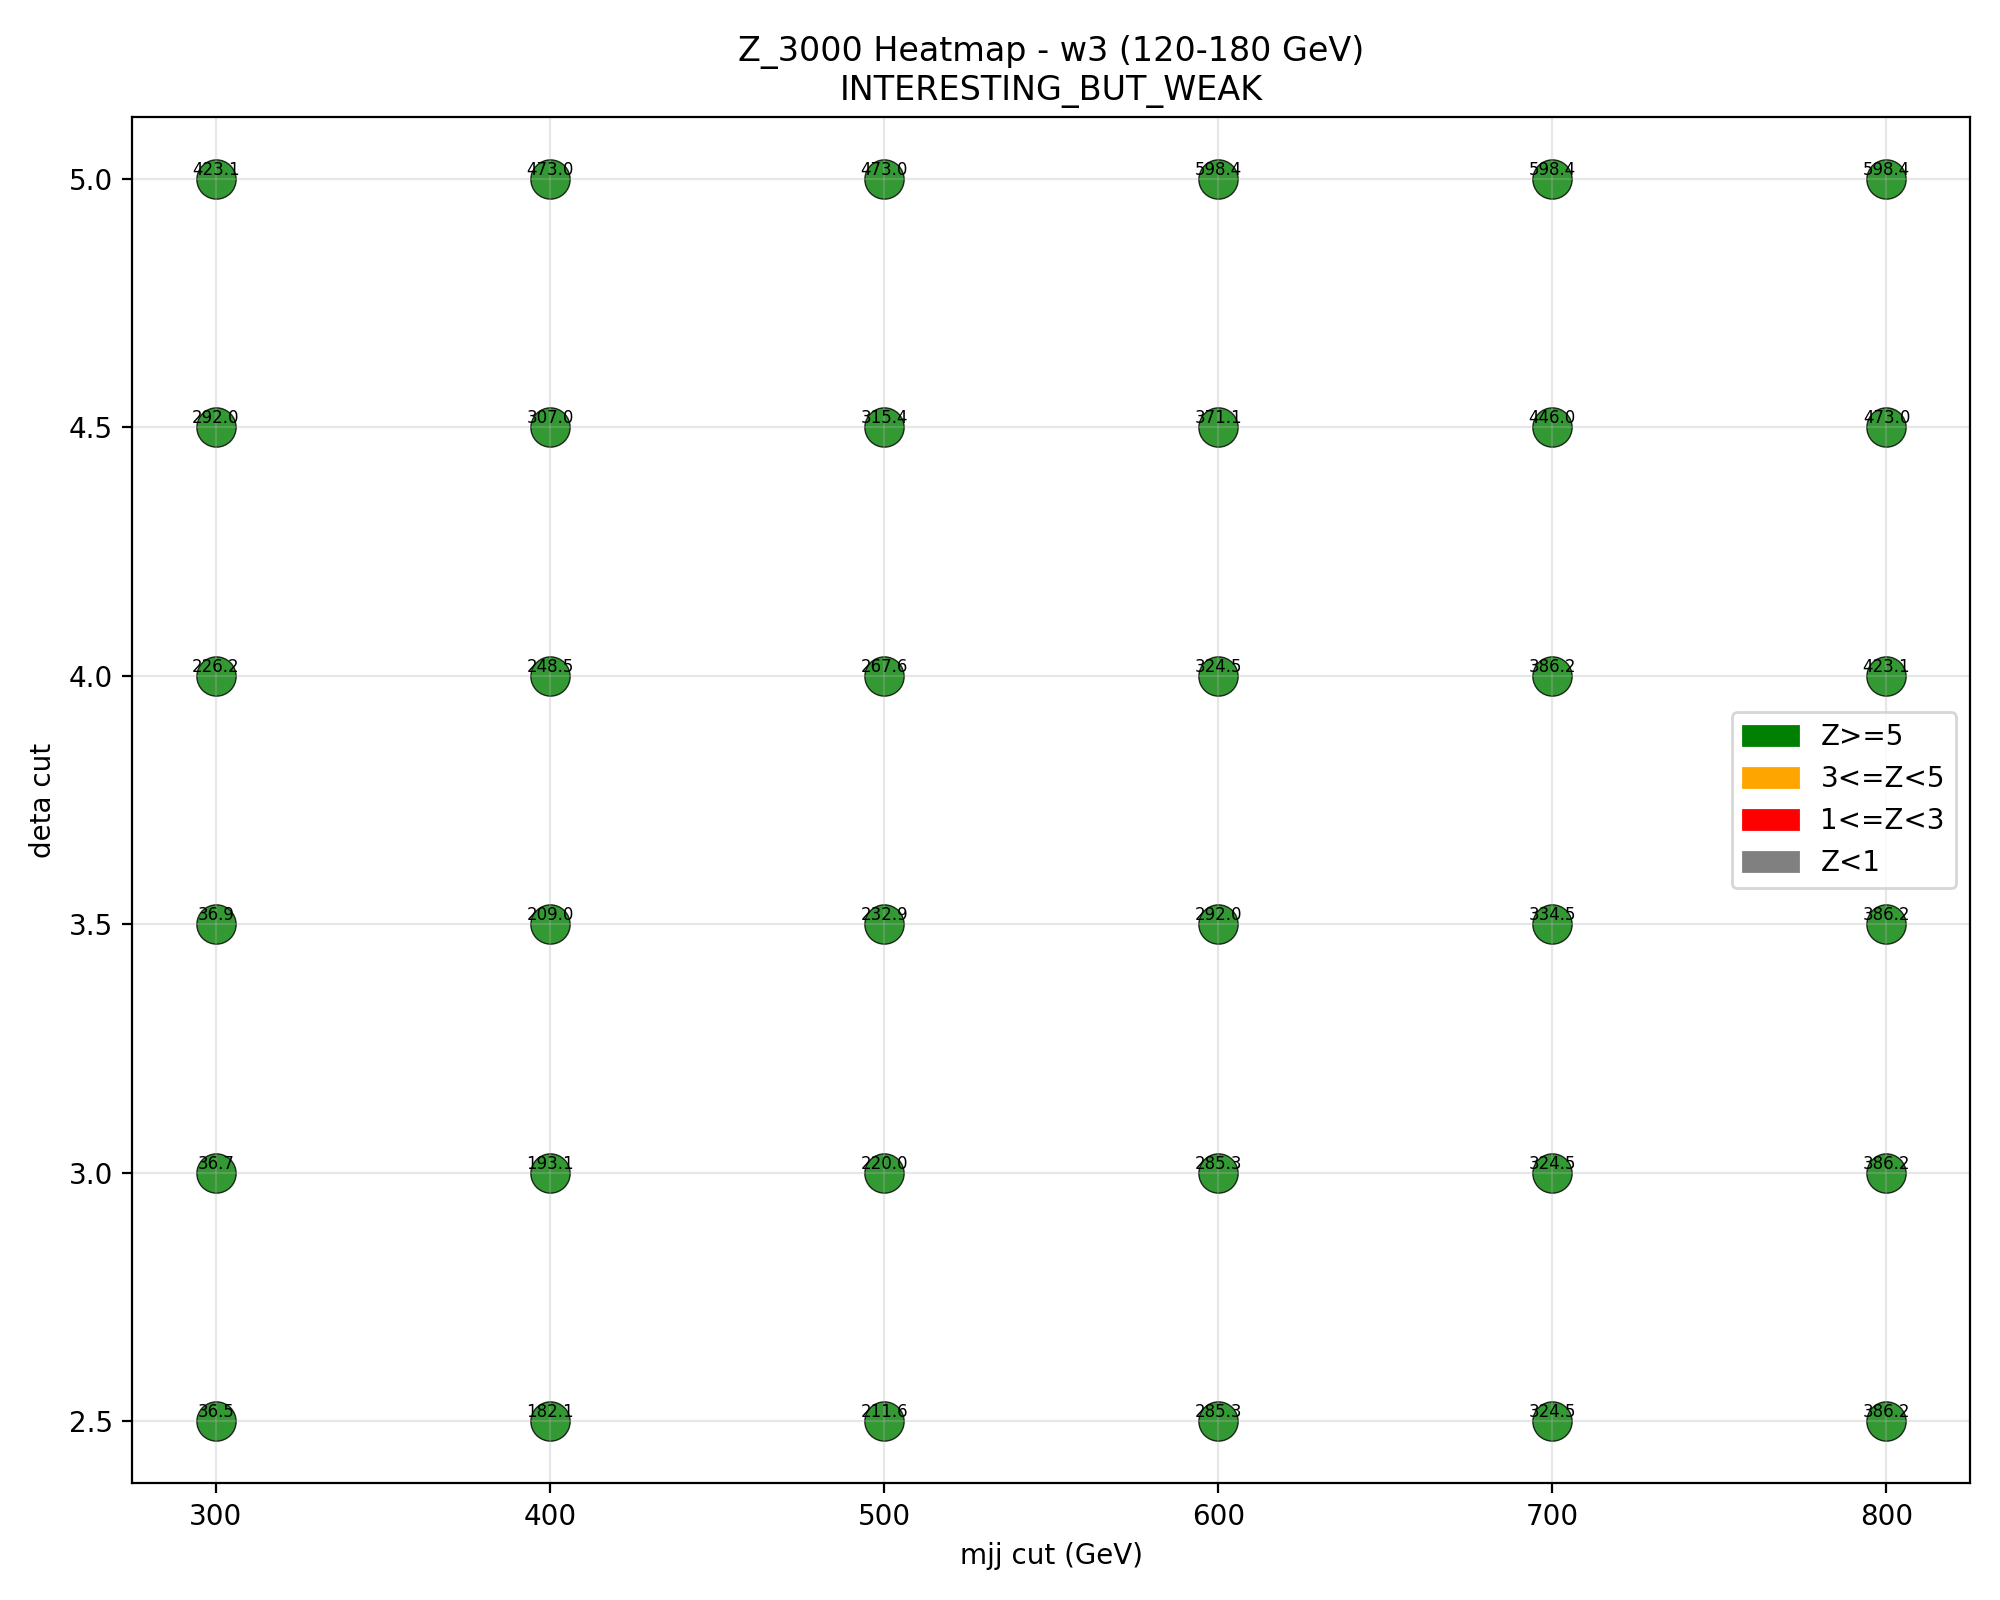 Z_3000 Heatmap - w3 (120-180 GeV)
INTERESTING_BUT_WEAK
5.0
423.1 473.0 473.0 598.4 598.4 598.4
4.5
292.0 307.0 315.4 371.1 446.0 473.0
4.0
226.2 248.5 267.6 324.5 386.2 423.1
Z>=5
3<=Z<5
1<=Z<3
Z<1
deta cut
3.5
36.9 209.0 232.9 292.0 334.5 386.2
3.0
36.7 193.1 220.0 285.3 324.5 386.2
2.5
36.5 182.1 211.6 285.3 324.5 386.2
300 400 500 600 700 800
mjj cut (GeV)